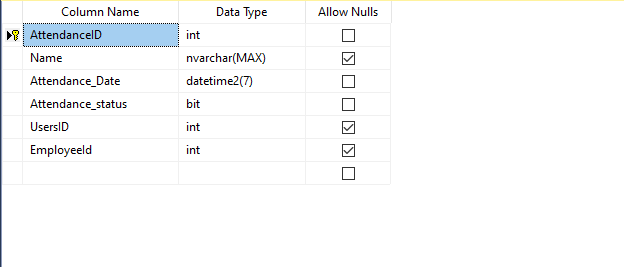 Column Name Data Type Allow Nulls
AttendanceID int
Name nvarchar(MAX)
Attendance_Date datetime2(7)
Attendance_status bit
UsersID int
EmployeeId int